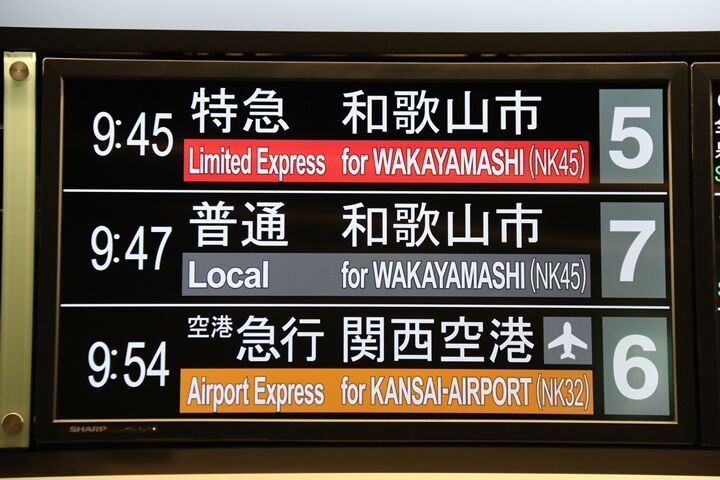 9:45 特急 和歌山市 5
Limited Express for WAKAYAMASHI (NK45)
9:47 普通 和歌山市 7
Local for WAKAYAMASHI (NK45)
9:54 空港急行 関西空港 6
Airport Express for KANSAI-AIRPORT (NK32)
SHARP